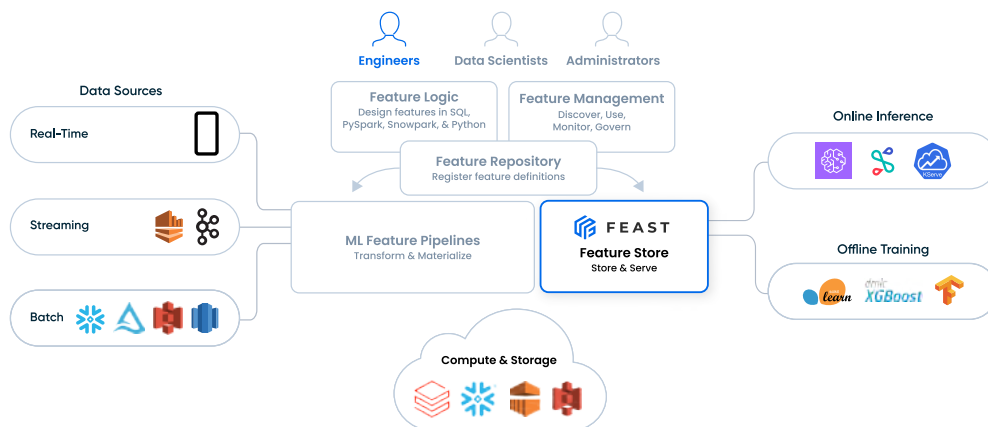 Engineers
Data Scientists
Administrators
Data Sources
Feature Logic
Design features in SQL,
PySpark, Snowpark, & Python
Feature Management
Discover, Use,
Monitor, Govern
Real-Time
Online Inference
KServe
Feature Repository
Register feature definitions
Streaming
ML Feature Pipelines
Transform & Materialize
FEAST
Feature Store
Store & Serve
Offline Training
learn
dmlc
XGBoost
Batch
Compute & Storage